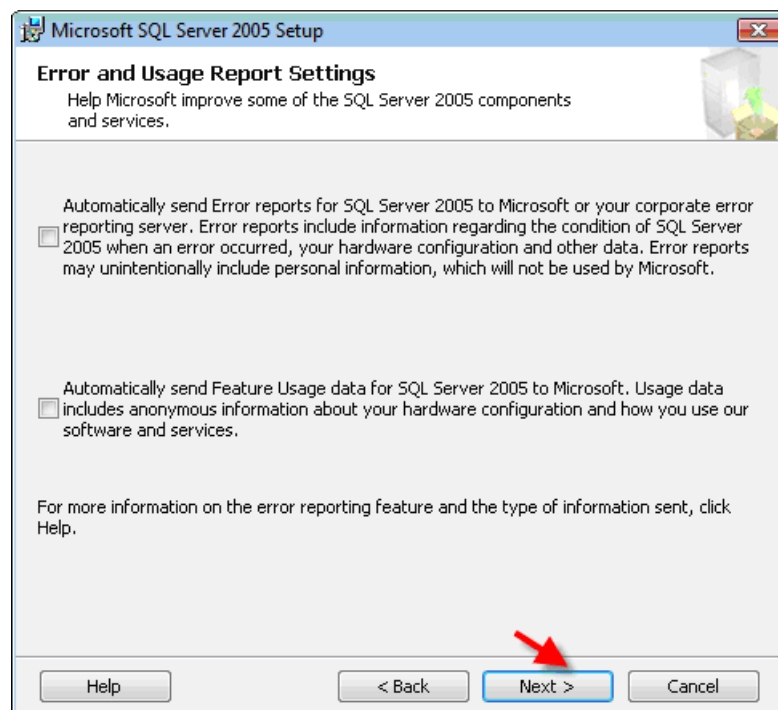 Microsoft SQL Server 2005 Setup
Error and Usage Report Settings
Help Microsoft improve some of the SQL Server 2005 components
and services.
Automatically send Error reports for SQL Server 2005 to Microsoft or your corporate error
reporting server. Error reports include information regarding the condition of SQL Server
2005 when an error occurred, your hardware configuration and other data. Error reports
may unintentionally include personal information, which will not be used by Microsoft.
Automatically send Feature Usage data for SQL Server 2005 to Microsoft. Usage data
includes anonymous information about your hardware configuration and how you use our
software and services.
For more information on the error reporting feature and the type of information sent, click
Help.
Help
< Back
Next >
Cancel